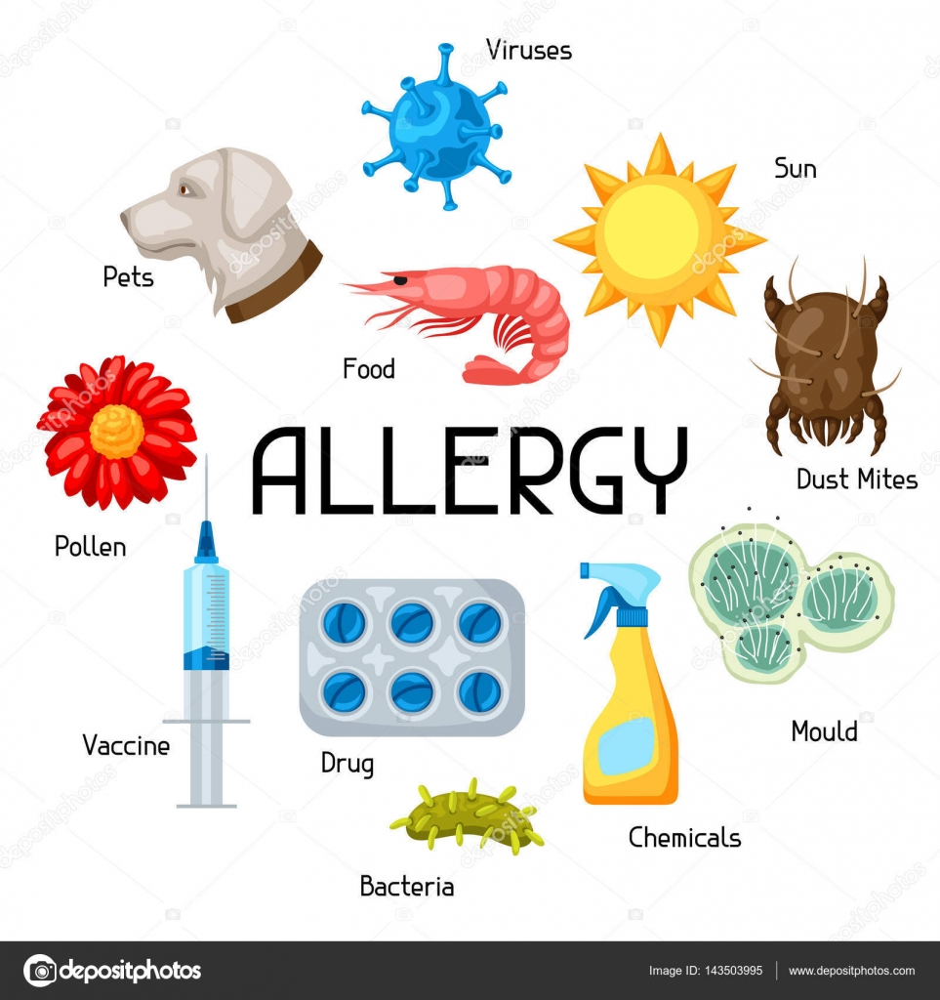 Viruses
Sun
Pets
Food
ALLERGY
Dust Mites
Pollen
Vaccine
Drug
Mould
Chemicals
Bacteria
depositphotos
Image ID: 143503995
www.depositphotos.com